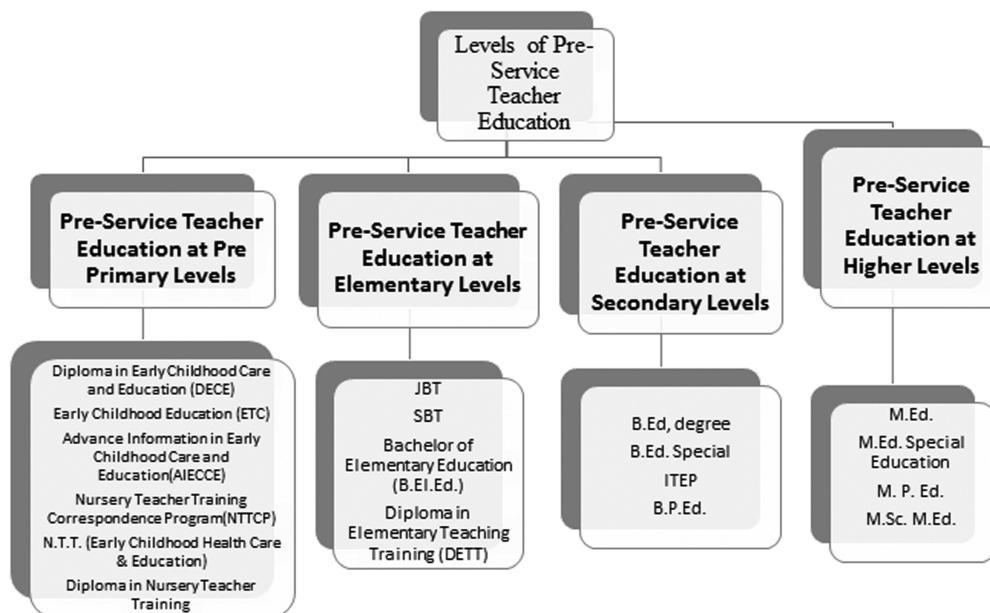 Levels of Pre-
Service
Teacher
Education
Pre-Service Teacher
Education at Pre
Primary Levels
Pre-Service Teacher
Education at
Elementary Levels
Pre-Service
Teacher
Education at
Secondary Levels
Pre-Service
Teacher
Education at
Higher Levels
Diploma in Early Childhood Care
and Education (DECE)
Early Childhood Education (ETC)
Advance Information in Early
Childhood Care and
Education(AIECCE)
Nursery Teacher Training
Correspondence Program(NTTCP)
N.T.T. (Early Childhood Health Care
& Education)
Diploma in Nursery Teacher
Training
JBT
SBT
Bachelor of
Elementary Education
(B.El.Ed.)
Diploma in
Elementary Teaching
Training (DETT)
B.Ed, degree
B.Ed. Special
ITEP
B.P.Ed.
M.Ed.
M.Ed. Special
Education
M. P. Ed.
M.Sc. M.Ed.